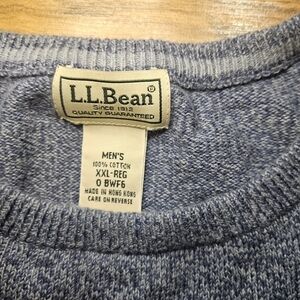 L.L.Bean®
SINCE 1912
QUALITY GUARANTEED
MEN'S
100% COTTON
XXL-REG
0 BWF6
MADE IN HONG KONG
CARE ON REVERSE